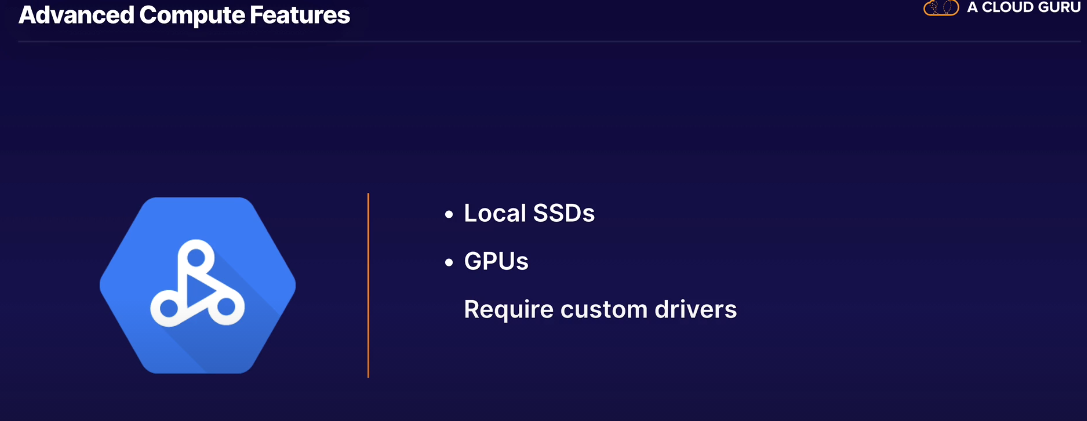 Advanced Compute Features
A CLOUD GURU
• Local SSDs
• GPUs
Require custom drivers